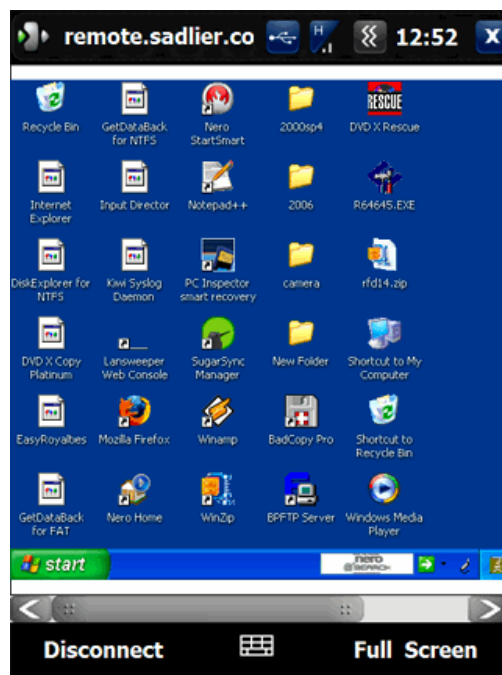 remote.sadlier.co H 12:52 X
Recycle Bin
GetDataBack
for NTFS
Nero
StartSmart
2000sp4
RESCUE
DVD X Rescue
Internet
Explorer
Input Director
Notepad++
2006
R64645.EXE
DiskExplorer for
NTFS
Kiwi Syslog
Daemon
PC Inspector
smart recovery
camera
rfd14.zip
DVD X Copy
Platinum
Lansweeper
Web Console
SugarSync
Manager
New Folder
Shortcut to My
Computer
EasyRoyalties
Mozilla Firefox
Winamp
BadCopy Pro
Shortcut to
Recycle Bin
GetDataBack
for FAT
Nero Home
WinZip
BPFTP Server
Windows Media
Player
start
nero
SEARCH
Disconnect
Full Screen